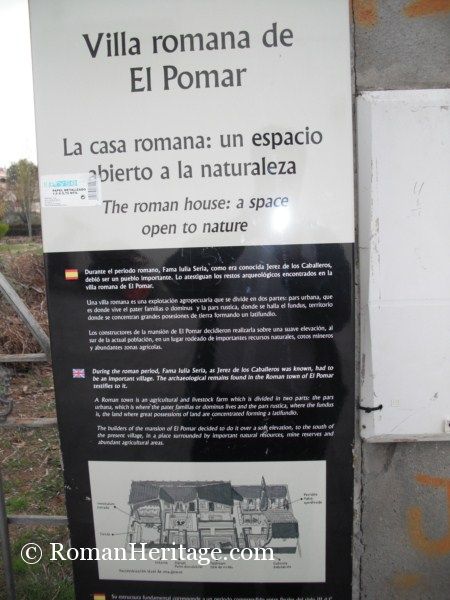 Villa romana de
El Pomar
La casa romana: un espacio
abierto a la naturaleza
The roman house: a space
open to nature
Durante el periodo romano, Fama Iulia Seria, como era conocida Jerez de los Caballeros,
debió ser un pueblo importante. Lo atestiguan los restos arqueológicos encontrados en la
villa romana de El Pomar.
Una villa romana es una explotación agropecuaria que se divide en dos partes: pars urbana, que
es donde vive el pater familias o dominus y la pars rustica, donde se halla el fundus, territorio
donde se concentran grandes posesiones de tierra formando un latifundio.
Los constructores de la mansión de El Pomar decidieron realizarla sobre una suave elevación, al
sur de la actual población, en un lugar rodeado de importantes recursos naturales, cotos mineros
y abundantes zonas agrícolas.
During the roman period, Fama Iulia Seria, as Jerez de los Caballeros was known, had to
be an important village. The archaeological remains found in the Roman town of El Pomar
testifies to it.
A Roman town is an agricultural and livestock farm which is divided in two parts: the pars
urbana, which is where the pater familias or dominus lives and the pars rustica, where the fundus
is, the land where great possessions of land are concentrated forming a latifundio.
The builders of the mansion of El Pomar decided to do it over a soft elevation, to the south of
the present village, in a place surrounded by important natural resources, mine reserves and
abundant agricultural areas.
© RomanHeritage.com
Su estructura fundamental corresponde a un período comprendido entre finales del siglo III d.C